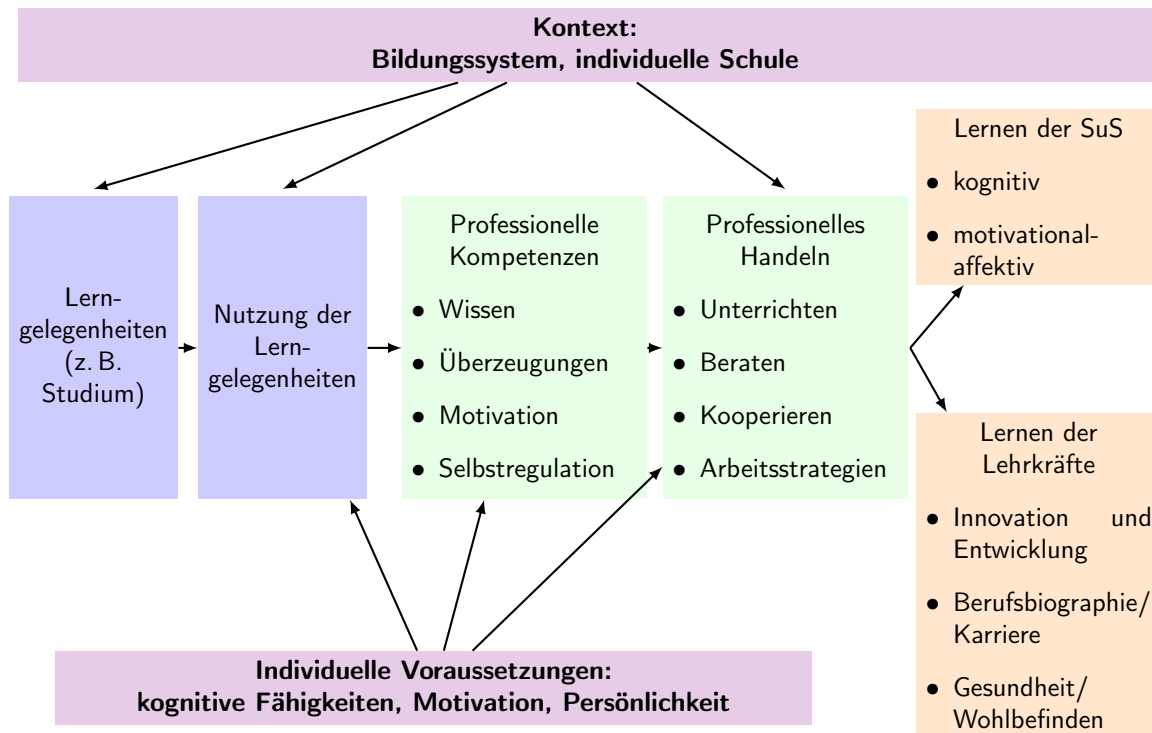 Kontext:
Bildungssystem, individuelle Schule
Lern-
gelegenheiten
(z. B.
Studium)
Nutzung der
Lern-
gelegenheiten
Professionelle
Kompetenzen
• Wissen
• Überzeugungen
• Motivation
• Selbstregulation
Professionelles
Handeln
• Unterrichten
• Beraten
• Kooperieren
• Arbeitsstrategien
Lernen der SuS
• kognitiv
• motivational-
affektiv
Lernen der
Lehrkräfte
• Innovation und
Entwicklung
• Berufsbiographie/
Karriere
• Gesundheit/
Wohlbefinden
Individuelle Voraussetzungen:
kognitive Fähigkeiten, Motivation, Persönlichkeit